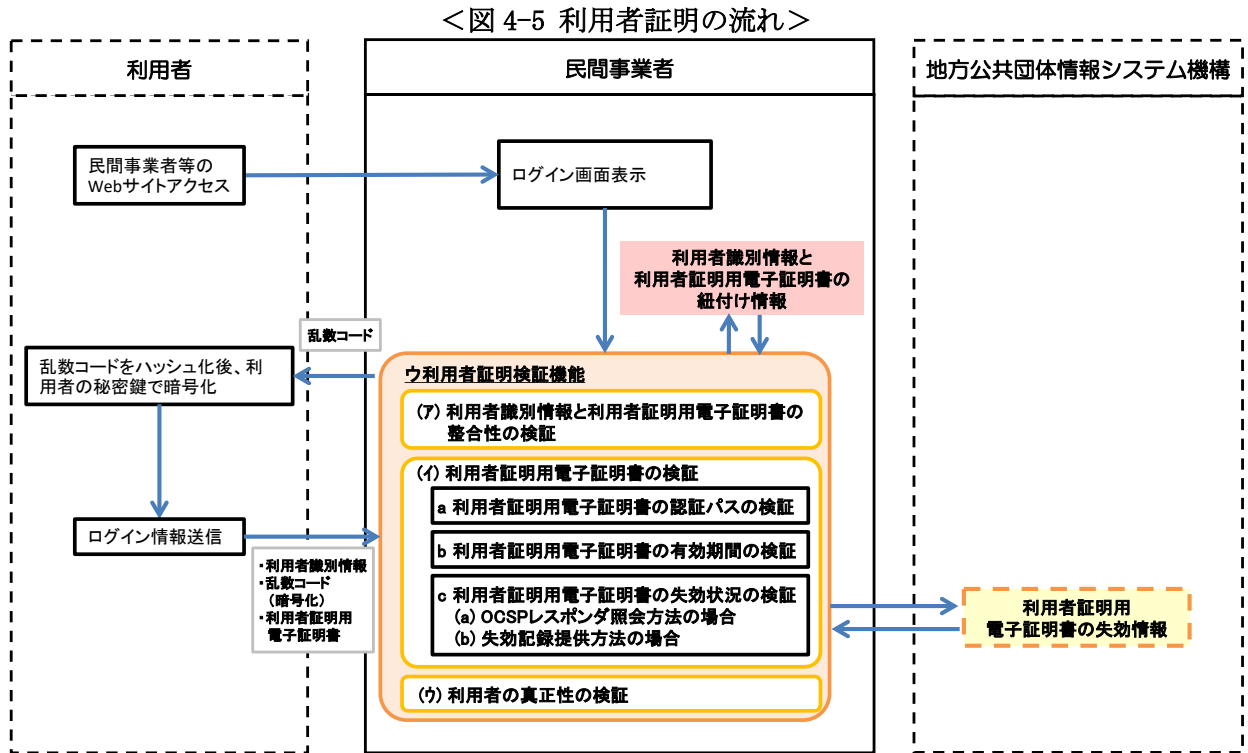 ＜図 4-5 利用者証明の流れ＞
利用者
民間事業者
地方公共団体情報システム機構
民間事業者等の
Webサイトアクセス
ログイン画面表示
利用者識別情報と
利用者証明用電子証明書の
紐付け情報
乱数コード
乱数コードをハッシュ化後、利
用者の秘密鍵で暗号化
ウ利用者証明検証機能
(ア) 利用者識別情報と利用者証明用電子証明書の
整合性の検証
(イ) 利用者証明用電子証明書の検証
a 利用者証明用電子証明書の認証パスの検証
ログイン情報送信
b 利用者証明用電子証明書の有効期間の検証
・利用者識別情報
・乱数コード
（暗号化）
・利用者証明用
電子証明書
c 利用者証明用電子証明書の失効状況の検証
(a) OCSPレスポンダ照会方法の場合
(b) 失効記録提供方法の場合
利用者証明用
電子証明書の失効情報
(ウ) 利用者の真正性の検証